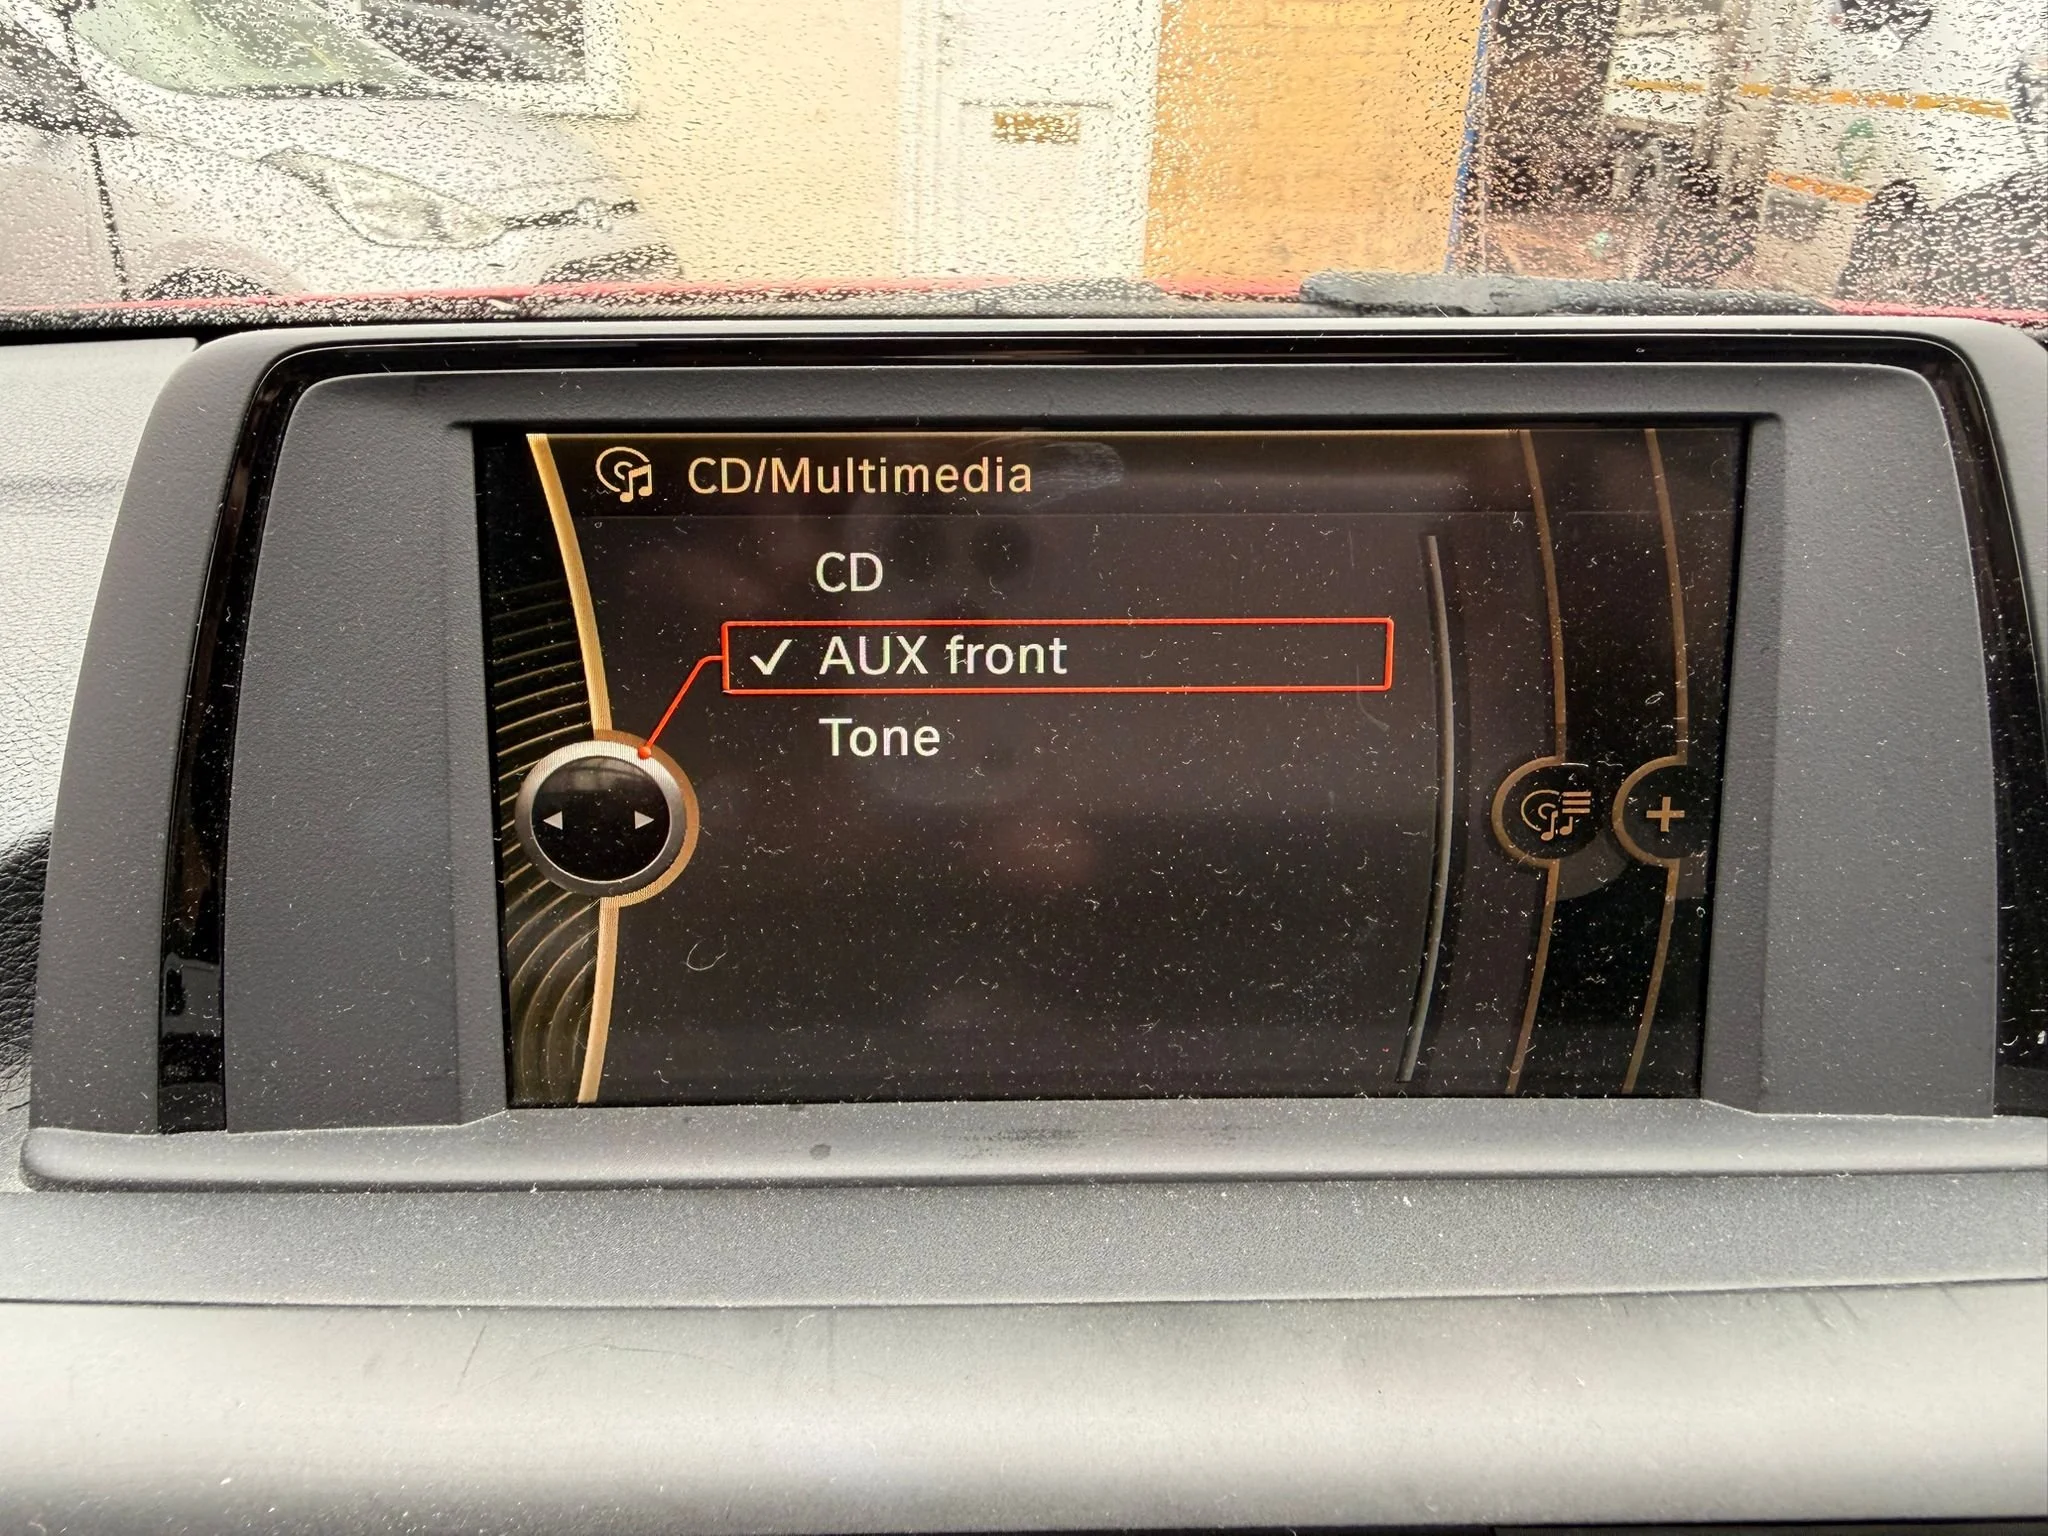 CD/Multimedia
CD
✓ AUX front
Tone